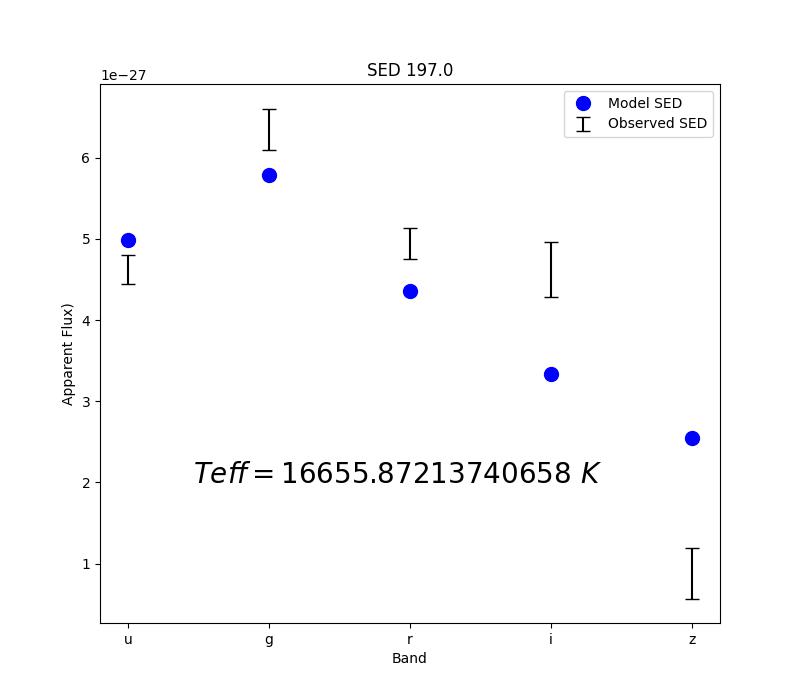 SED 197.0
1e−27
Model SED
Observed SED
6
5
4
3
2
1
Apparent Flux)
Teff = 16655.87213740658 K
u g r i z
Band